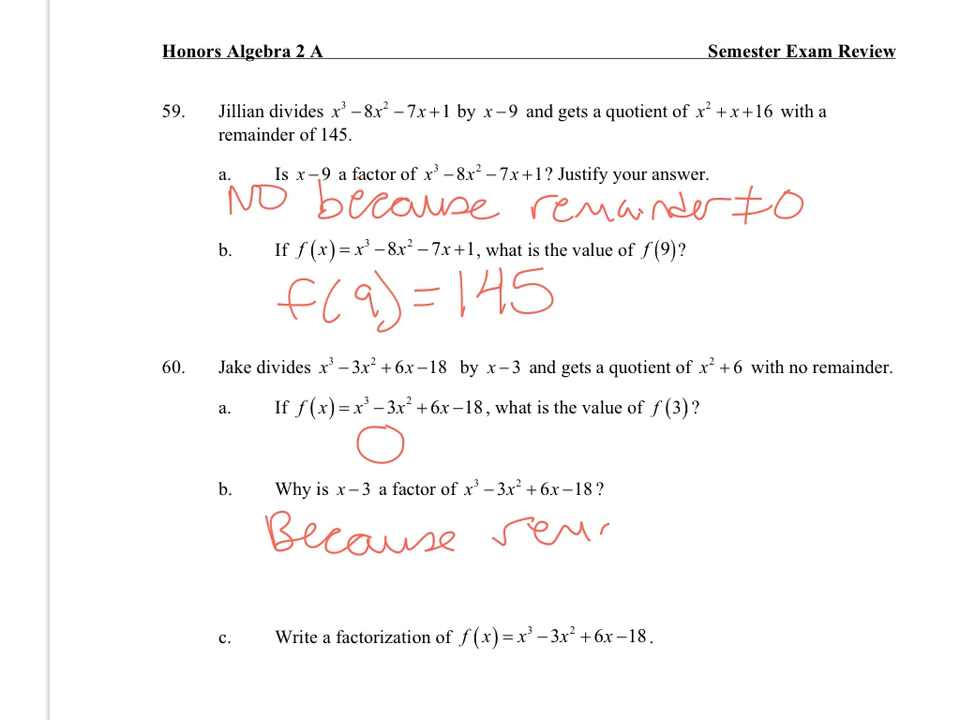 Honors Algebra 2 A Semester Exam Review
59. Jillian divides x³ − 8x² − 7x + 1 by x − 9 and gets a quotient of x² + x + 16 with a
remainder of 145.
a. Is x − 9 a factor of x³ − 8x² − 7x + 1? Justify your answer.
NO because remainder ≠ 0
b. If f(x) = x³ − 8x² − 7x + 1, what is the value of f(9)?
f(9) = 145
60. Jake divides x³ − 3x² + 6x − 18 by x − 3 and gets a quotient of x² + 6 with no remainder.
a. If f(x) = x³ − 3x² + 6x − 18, what is the value of f(3)?
0
b. Why is x − 3 a factor of x³ − 3x² + 6x − 18?
Because rem
c. Write a factorization of f(x) = x³ − 3x² + 6x − 18.